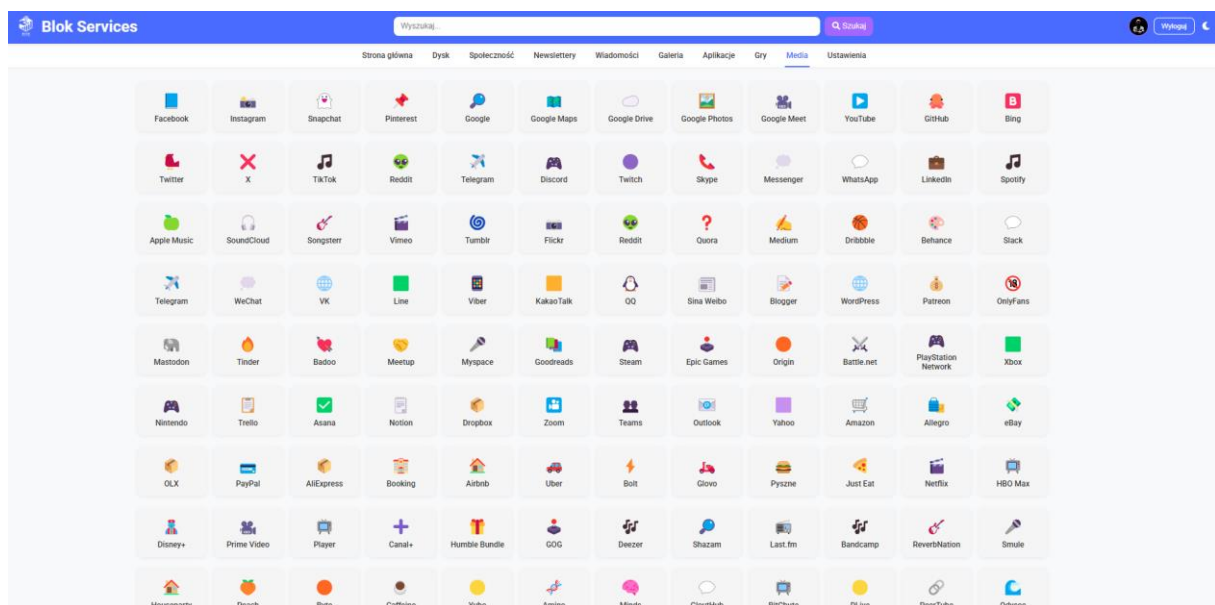 Blok Services
Wyszukaj...
Szukaj
Wyloguj
Strona główna Dysk Społeczność Newslettery Wiadomości Galeria Aplikacje Gry Media Ustawienia
Facebook Instagram Snapchat Pinterest Google Google Maps Google Drive Google Photos Google Meet YouTube GitHub Bing
Twitter X TikTok Reddit Telegram Discord Twitch Skype Messenger WhatsApp LinkedIn Spotify
Apple Music SoundCloud Songsterr Vimeo Tumblr Flickr Reddit Quora Medium Dribbble Behance Slack
Telegram WeChat VK Line Viber KakaoTalk QQ Sina Weibo Blogger WordPress Patreon OnlyFans
Mastodon Tinder Badoo Meetup Myspace Goodreads Steam Epic Games Origin Battle.net PlayStation Network Xbox
Nintendo Trello Asana Notion Dropbox Zoom Teams Outlook Yahoo Amazon Allegro eBay
OLX PayPal AliExpress Booking Airbnb Uber Bolt Glovo Pyszne Just Eat Netflix HBO Max
Disney+ Prime Video Player Canal+ Humble Bundle GOG Deezer Shazam Last.fm Bandcamp ReverbNation Smule